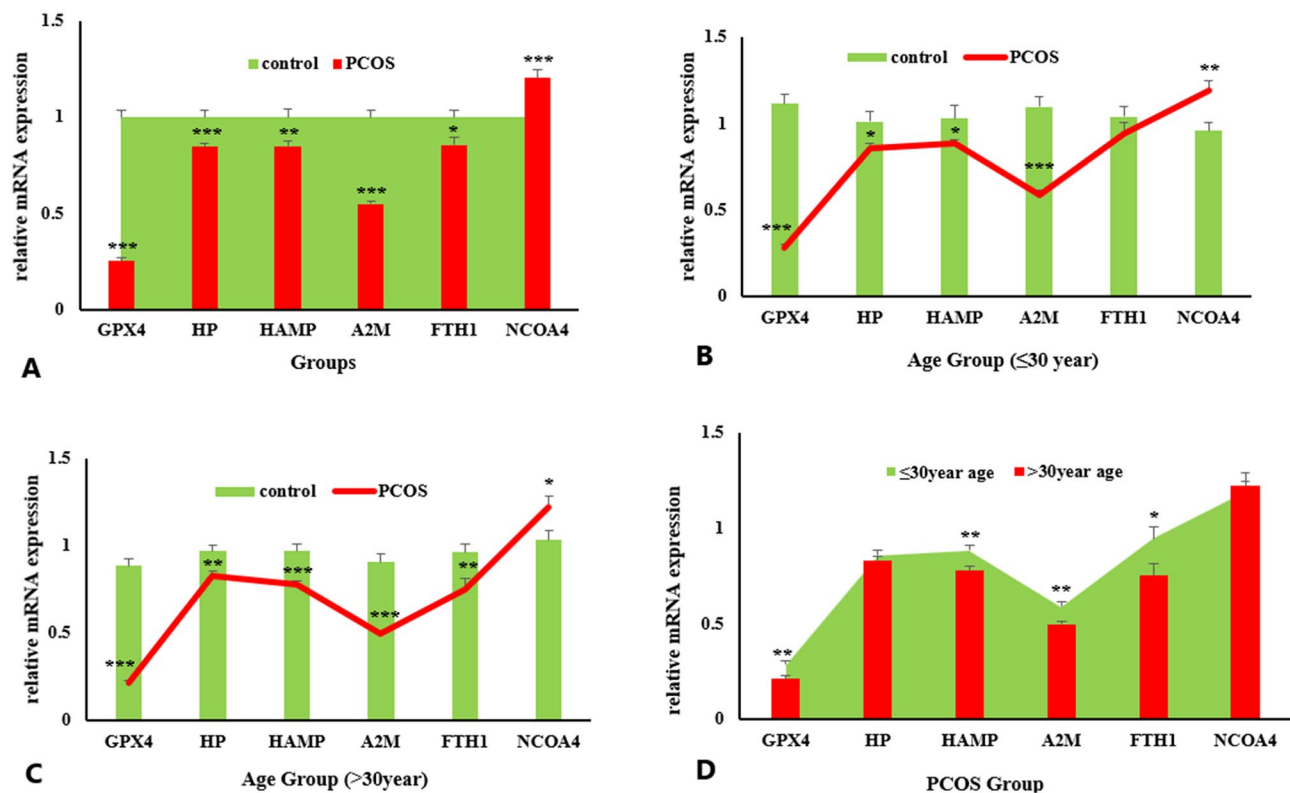 1.5
control PCOS
***
***
**
*
1
***
0.5
***
0
relative mRNA expression
GPX4 HP HAMP A2M FTH1 NCOA4
Groups
A
1.5
control PCOS
**
1
*
*
***
0.5
***
0
relative mRNA expression
GPX4 HP HAMP A2M FTH1 NCOA4
Age Group (≤30 year)
B
1.5
control PCOS
*
1
**
***
**
***
0.5
***
0
relative mRNA expression
GPX4 HP HAMP A2M FTH1 NCOA4
Age Group (>30year)
C
1.5
≤30year age >30year age
*
**
1
**
0.5
**
0
relative mRNA expression
GPX4 HP HAMP A2M FTH1 NCOA4
PCOS Group
D